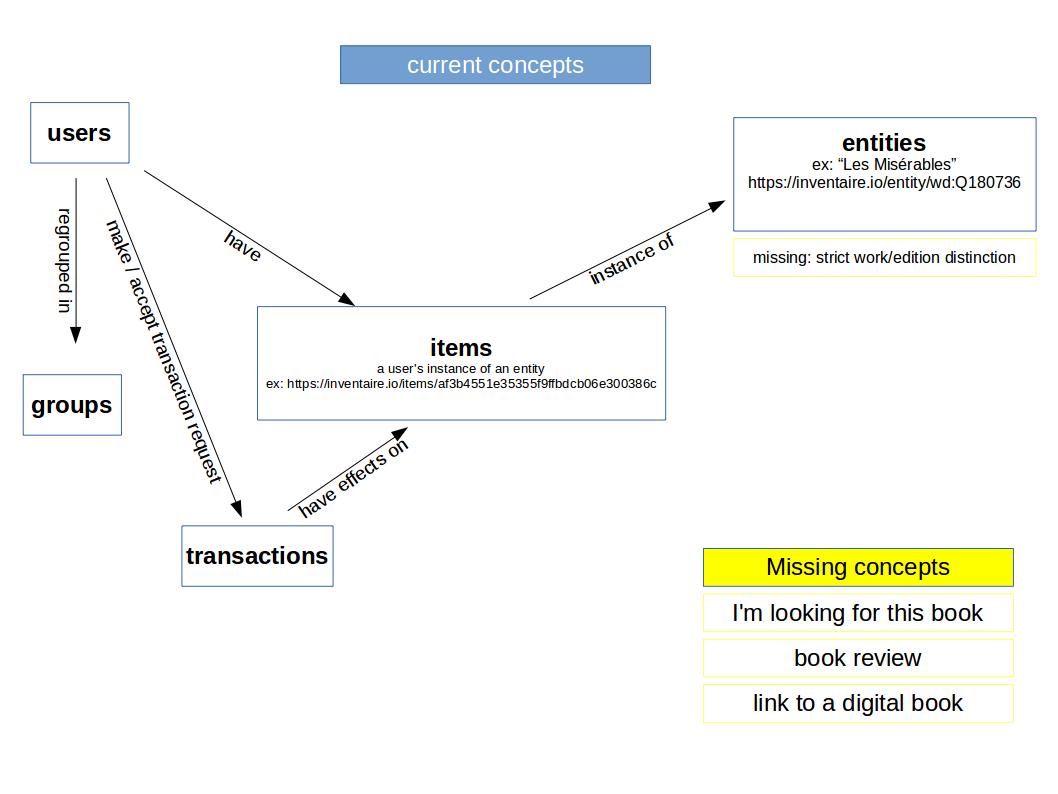 current concepts
users
entities
ex: “Les Misérables”
https://inventaire.io/entity/wd:Q180736
missing: strict work/edition distinction
regrouped in
make / accept transaction request
have
instance of
items
a user's instance of an entity
ex: https://inventaire.io/items/af3b4551e35355f9ffbdcb06e300386c
groups
have effects on
transactions
Missing concepts
I'm looking for this book
book review
link to a digital book